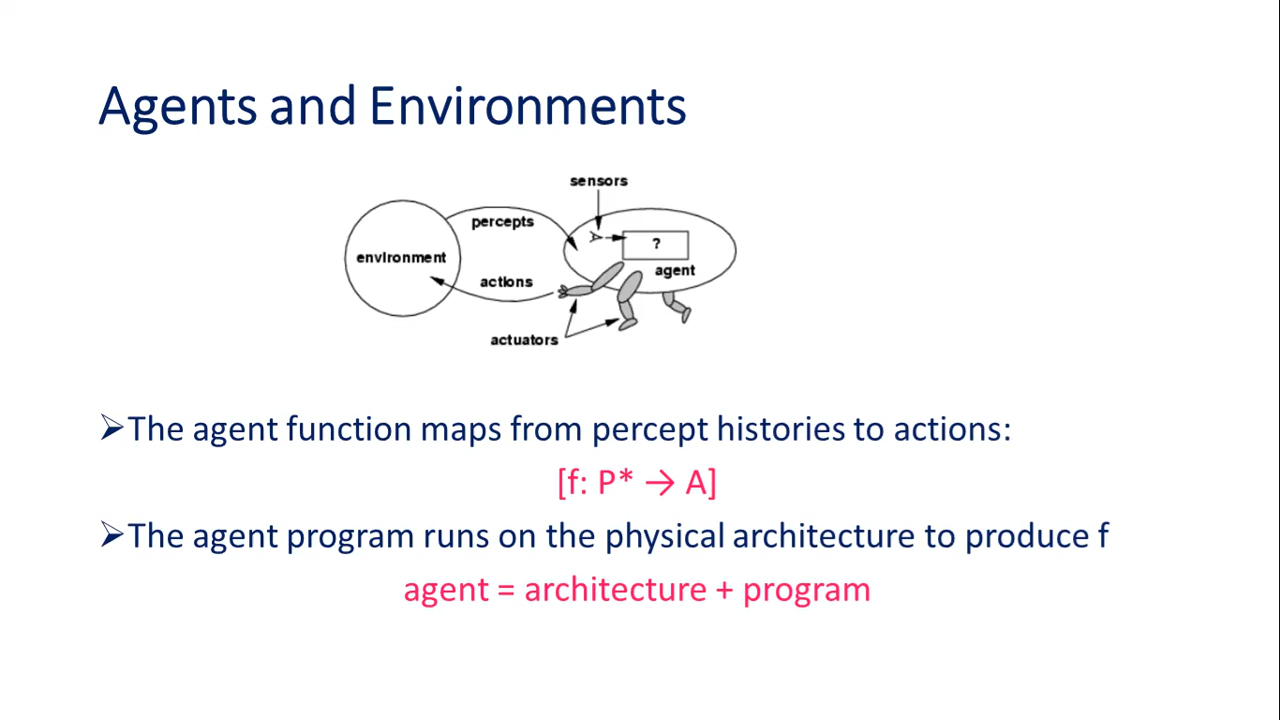 Agents and Environments
sensors
percepts
?
environment
agent
actions
actuators
➢The agent function maps from percept histories to actions:
[f: P* → A]
➢The agent program runs on the physical architecture to produce f
agent = architecture + program